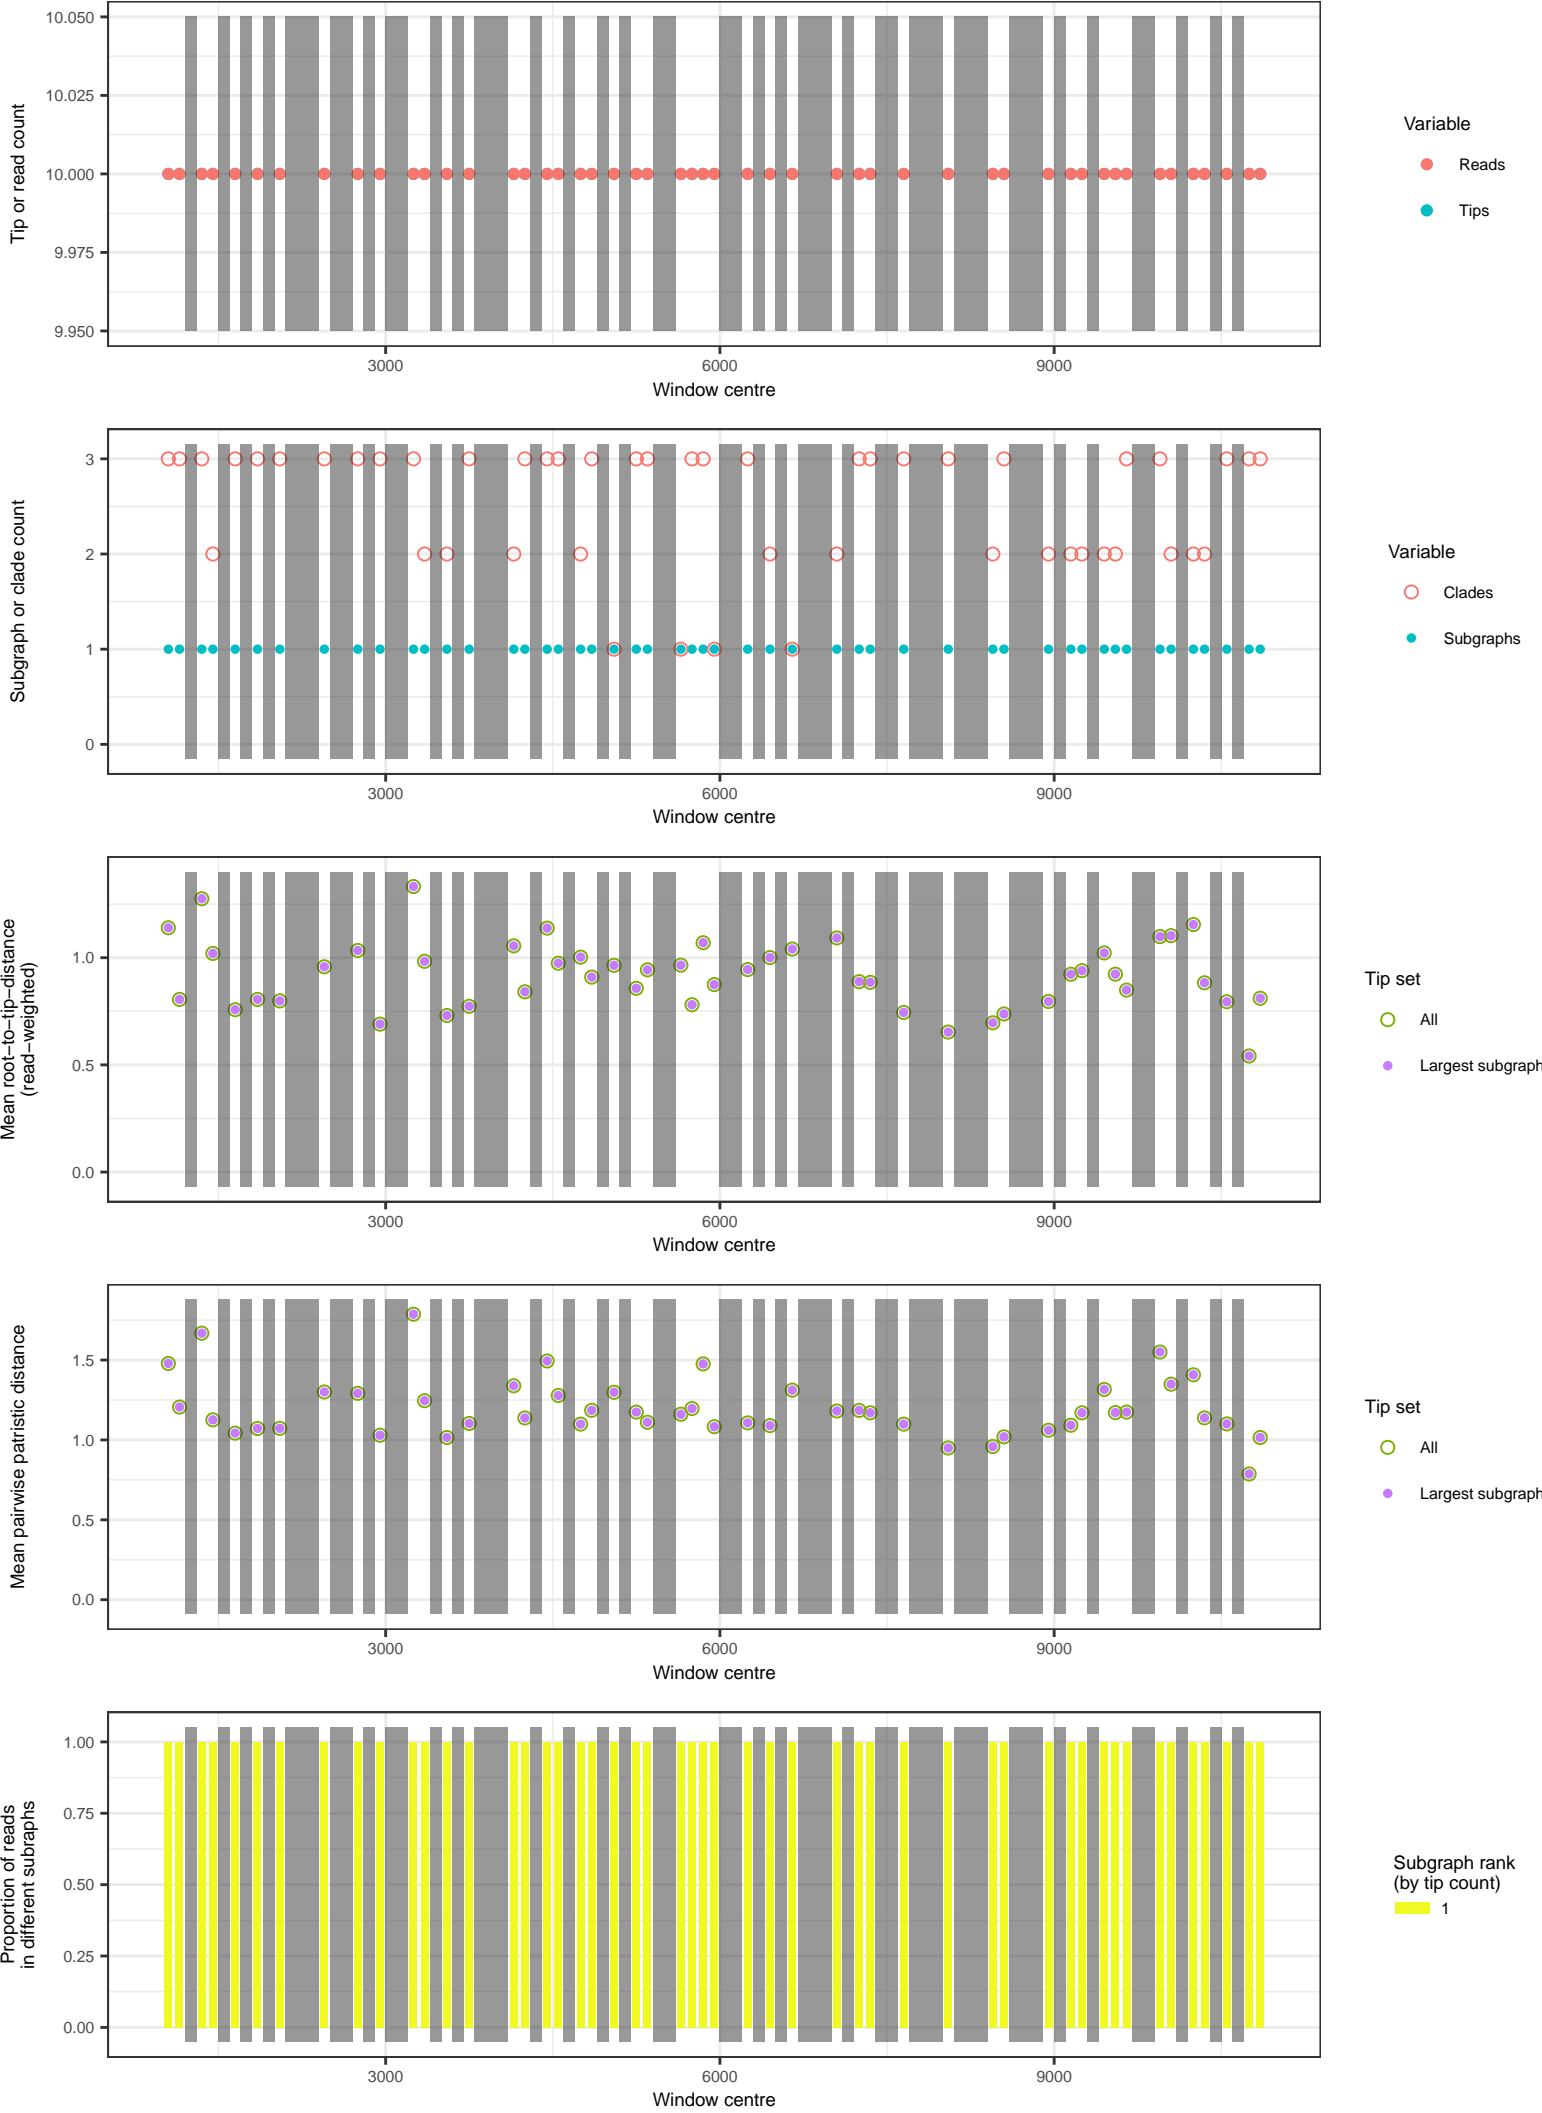 10.050
10.025
10.000
9.975
9.950
Tip or read count
3000
6000
9000
Window centre
Variable
Reads
Tips
3
2
1
0
Subgraph or clade count
3000
6000
9000
Window centre
Variable
Clades
Subgraphs
1.0
0.5
0.0
Mean root−to−tip−distance
(read−weighted)
3000
6000
9000
Window centre
Tip set
All
Largest subgraph
1.5
1.0
0.5
0.0
Mean pairwise patristic distance
3000
6000
9000
Window centre
Tip set
All
Largest subgraph
1.00
0.75
0.50
0.25
0.00
Proportion of reads
in different subraphs
3000
6000
9000
Window centre
Subgraph rank
(by tip count)
1